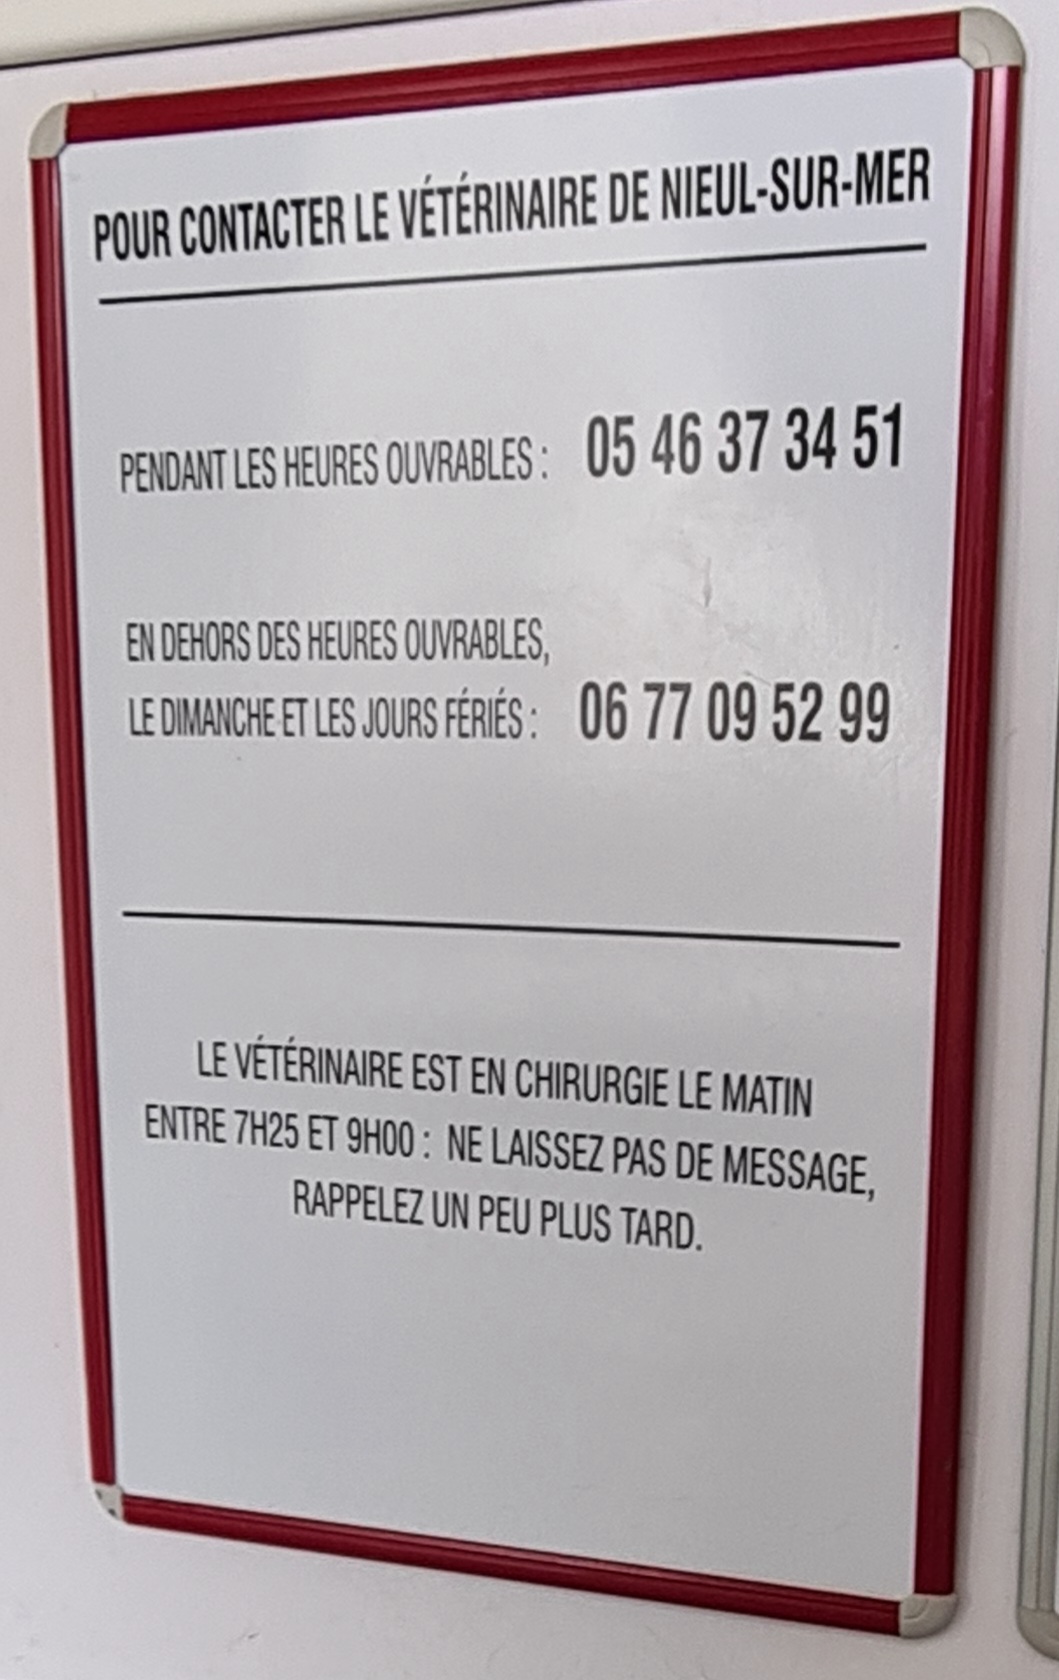 POUR CONTACTER LE VÉTÉRINAIRE DE NIEUL-SUR-MER
PENDANT LES HEURES OUVRABLES : 05 46 37 34 51
EN DEHORS DES HEURES OUVRABLES,
LE DIMANCHE ET LES JOURS FÉRIÉS : 06 77 09 52 99
LE VÉTÉRINAIRE EST EN CHIRURGIE LE MATIN
ENTRE 7H25 ET 9H00 : NE LAISSEZ PAS DE MESSAGE,
RAPPELEZ UN PEU PLUS TARD.